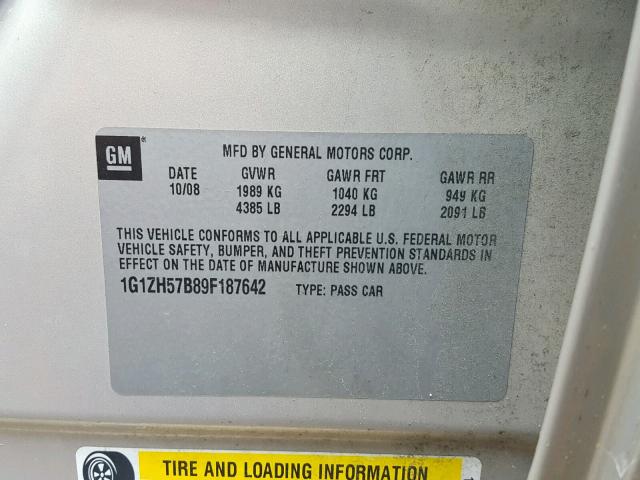 GM
MFD BY GENERAL MOTORS CORP.
DATE GVWR GAWR FRT GAWR RR
10/08 1989 KG 1040 KG 949 KG
4385 LB 2294 LB 2091 LB
THIS VEHICLE CONFORMS TO ALL APPLICABLE U.S. FEDERAL MOTOR
VEHICLE SAFETY, BUMPER, AND THEFT PREVENTION STANDARDS IN
EFFECT ON THE DATE OF MANUFACTURE SHOWN ABOVE.
1G1ZH57B89F187642 TYPE: PASS CAR
TIRE AND LOADING INFORMATION